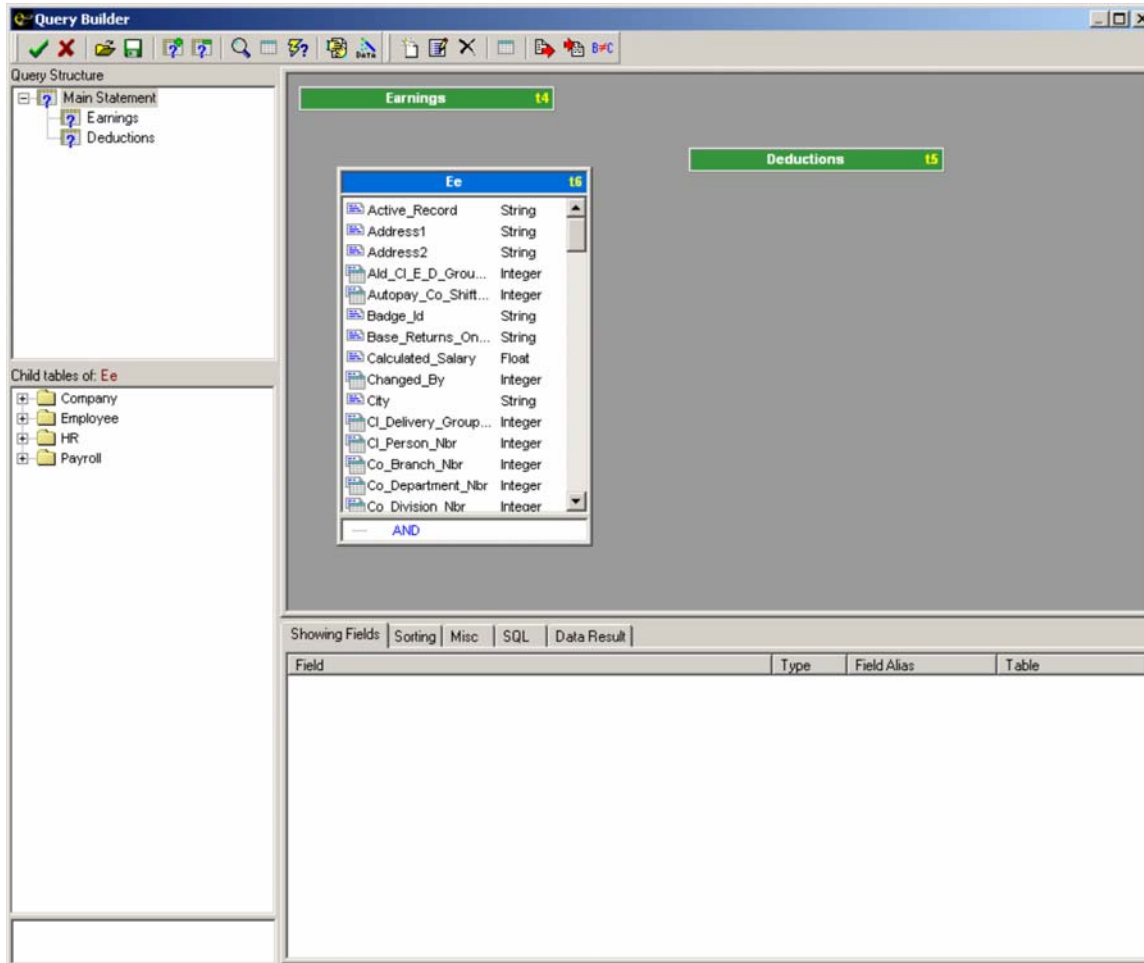 Query Builder
DATA
B≠C
Query Structure
Main Statement
Earnings
Deductions
Earnings t4
Deductions t5
Ee t6
Active_Record String
Address1 String
Address2 String
Ald_Cl_E_D_Grou... Integer
Autopay_Co_Shift... Integer
Badge_Id String
Base_Returns_On... String
Calculated_Salary Float
Changed_By Integer
City String
Cl_Delivery_Group... Integer
Cl_Person_Nbr Integer
Co_Branch_Nbr Integer
Co_Department_Nbr Integer
Co_Division_Nbr Integer
AND
Child tables of: Ee
Company
Employee
HR
Payroll
Showing Fields Sorting Misc SQL Data Result
Field Type Field Alias Table